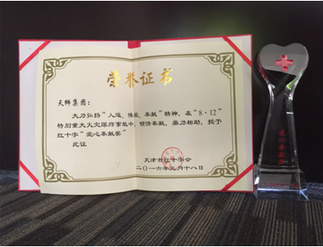 荣誉证书
天狮集团：
大力弘扬“人道、博爱、奉献”精神，在“8·12”
特别重大火灾爆炸事故中，倾情奉献，鼎力相助，授予
红十字“爱心奉献奖”
此证
天津市红十字会
二〇一六年三月十八日